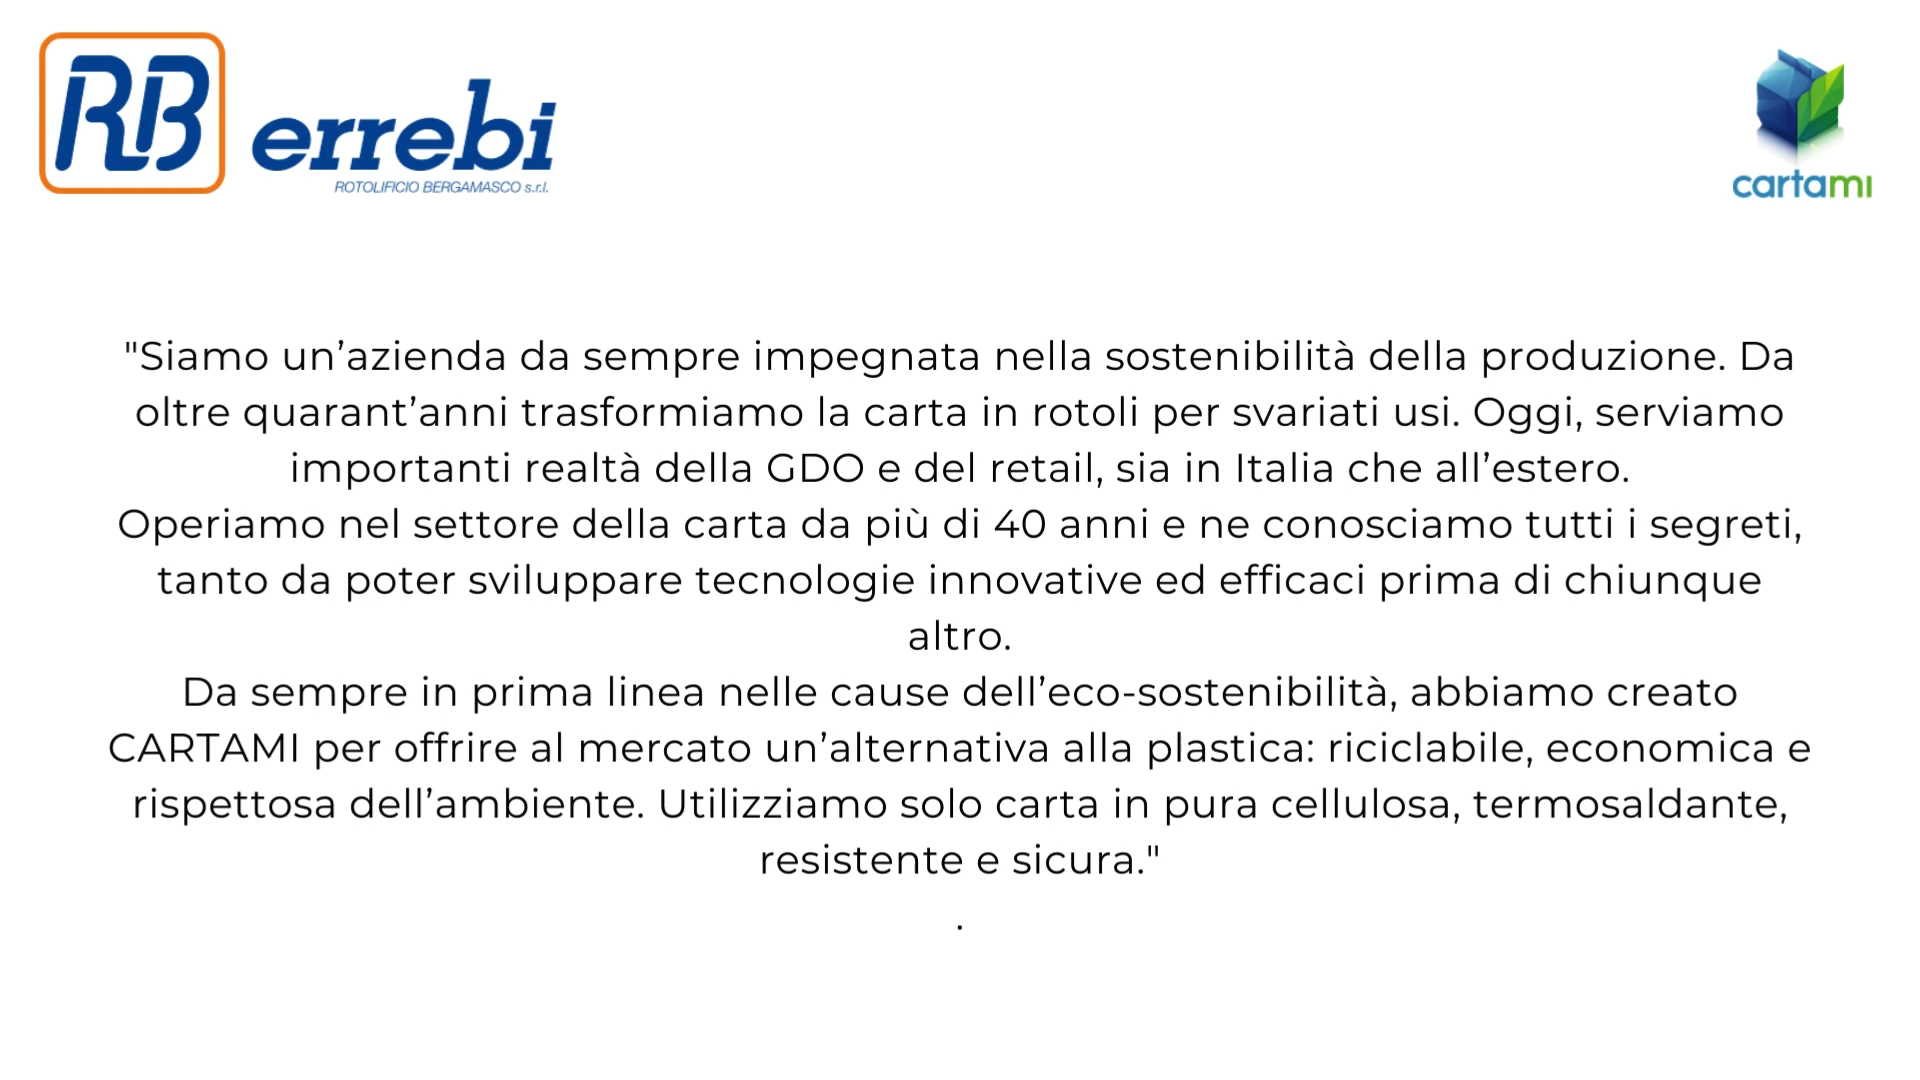 RB errebi
ROTOLIFICIO BERGAMASCO s.r.l.
cartamı
"Siamo un’azienda da sempre impegnata nella sostenibilità della produzione. Da
oltre quarant’anni trasformiamo la carta in rotoli per svariati usi. Oggi, serviamo
importanti realtà della GDO e del retail, sia in Italia che all’estero.
Operiamo nel settore della carta da più di 40 anni e ne conosciamo tutti i segreti,
tanto da poter sviluppare tecnologie innovative ed efficaci prima di chiunque
altro.
Da sempre in prima linea nelle cause dell’eco-sostenibilità, abbiamo creato
CARTAMI per offrire al mercato un’alternativa alla plastica: riciclabile, economica e
rispettosa dell’ambiente. Utilizziamo solo carta in pura cellulosa, termosaldante,
resistente e sicura."
.